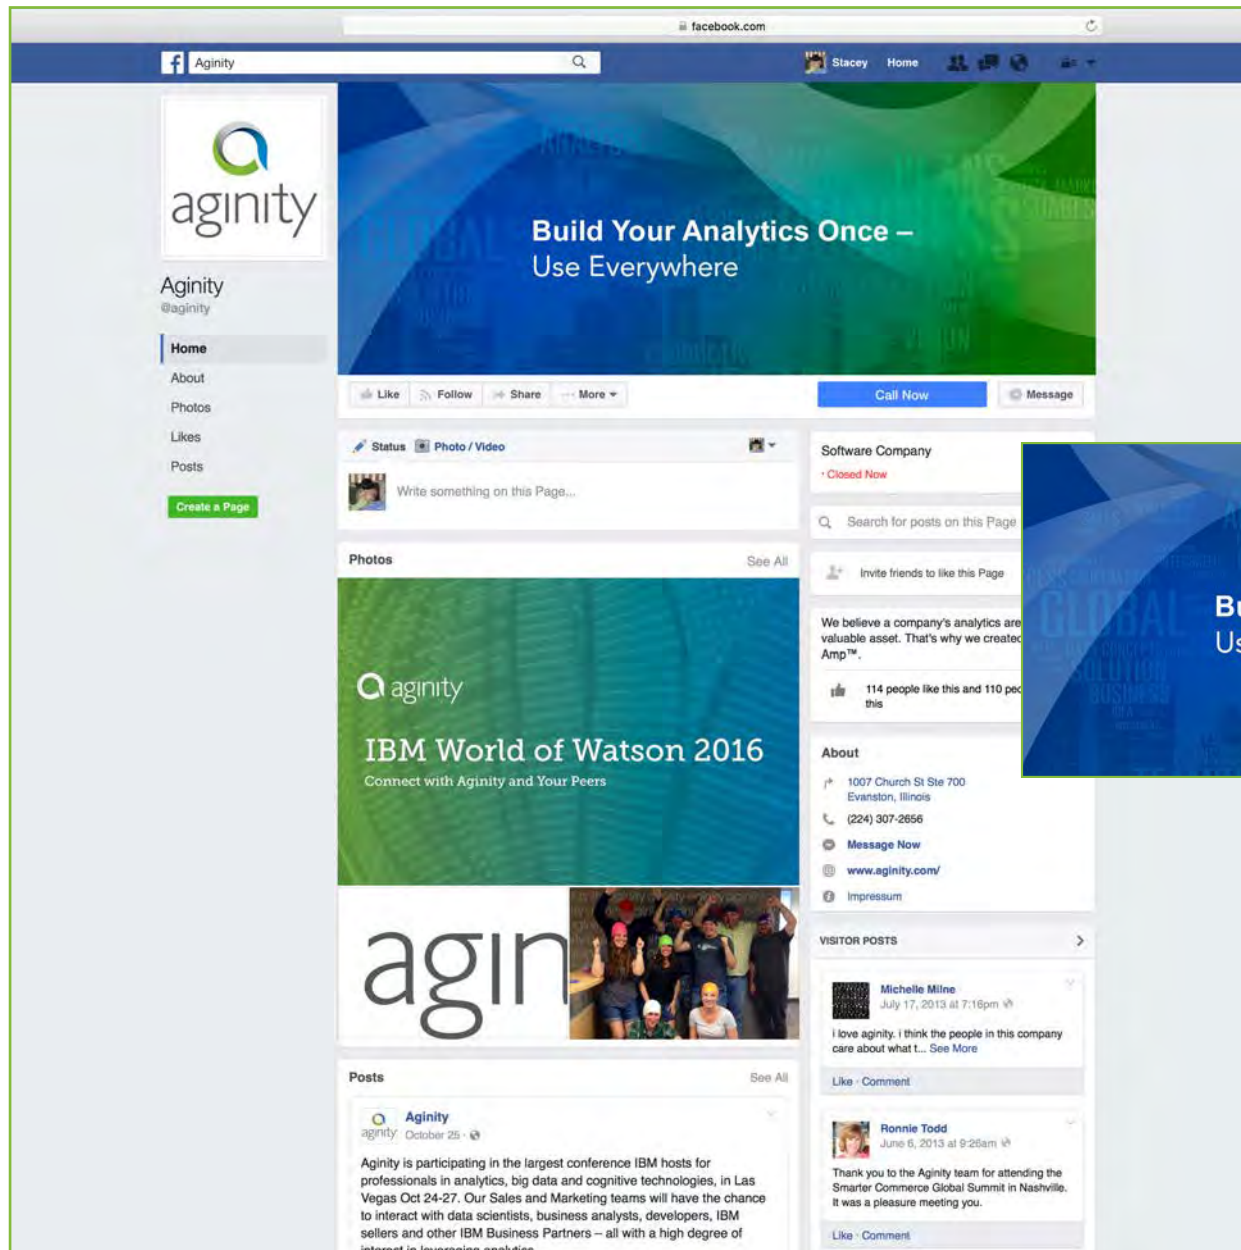 facebook.com
Aginity
Stacey Home
aginity
Aginity
@aginity
Home
About
Photos
Likes
Posts
Create a Page
Build Your Analytics Once –
Use Everywhere
GLOBAL
Like Follow Share ··· More
Call Now
Message
Status Photo / Video
Write something on this Page...
Photos See All
aginity
IBM World of Watson 2016
Connect with Aginity and Your Peers
agin
Posts See All
aginity
Aginity
October 25 ·
Aginity is participating in the largest conference IBM hosts for
professionals in analytics, big data and cognitive technologies, in Las
Vegas Oct 24-27. Our Sales and Marketing teams will have the chance
to interact with data scientists, business analysts, developers, IBM
sellers and other IBM Business Partners – all with a high degree of
interest in leveraging analytics
Software Company
· Closed Now
Search for posts on this Page
Invite friends to like this Page
We believe a company's analytics are
valuable asset. That's why we created
Amp™.
114 people like this and 110 peo
this
About
1007 Church St Ste 700
Evanston, Illinois
(224) 307-2656
Message Now
www.aginity.com/
Impressum
VISITOR POSTS
Michelle Milne
July 17, 2013 at 7:16pm
i love aginity. i think the people in this company
care about what t... See More
Like · Comment
Ronnie Todd
June 6, 2013 at 9:26am
Thank you to the Aginity team for attending the
Smarter Commerce Global Summit in Nashville.
It was a pleasure meeting you.
Like · Comment
GLOBAL
SOLUTION
BUSINESS
Bu
Us